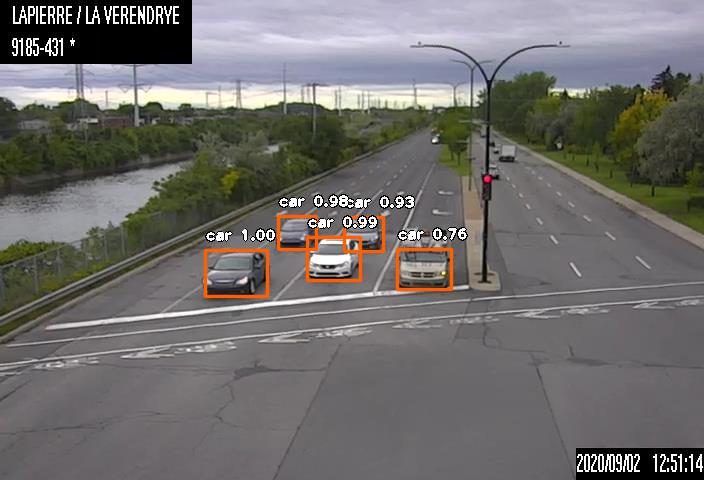 LAPIERRE / LA VERENDRYE
9185-431 *
car 0.98
car 0.93
car 0.99
car 1.00
car 0.76
2020/09/02 12:51:14